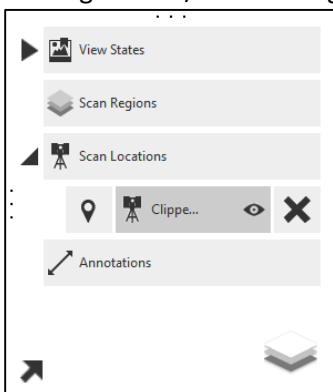 View States
Scan Regions
Scan Locations
Clippe...
Annotations